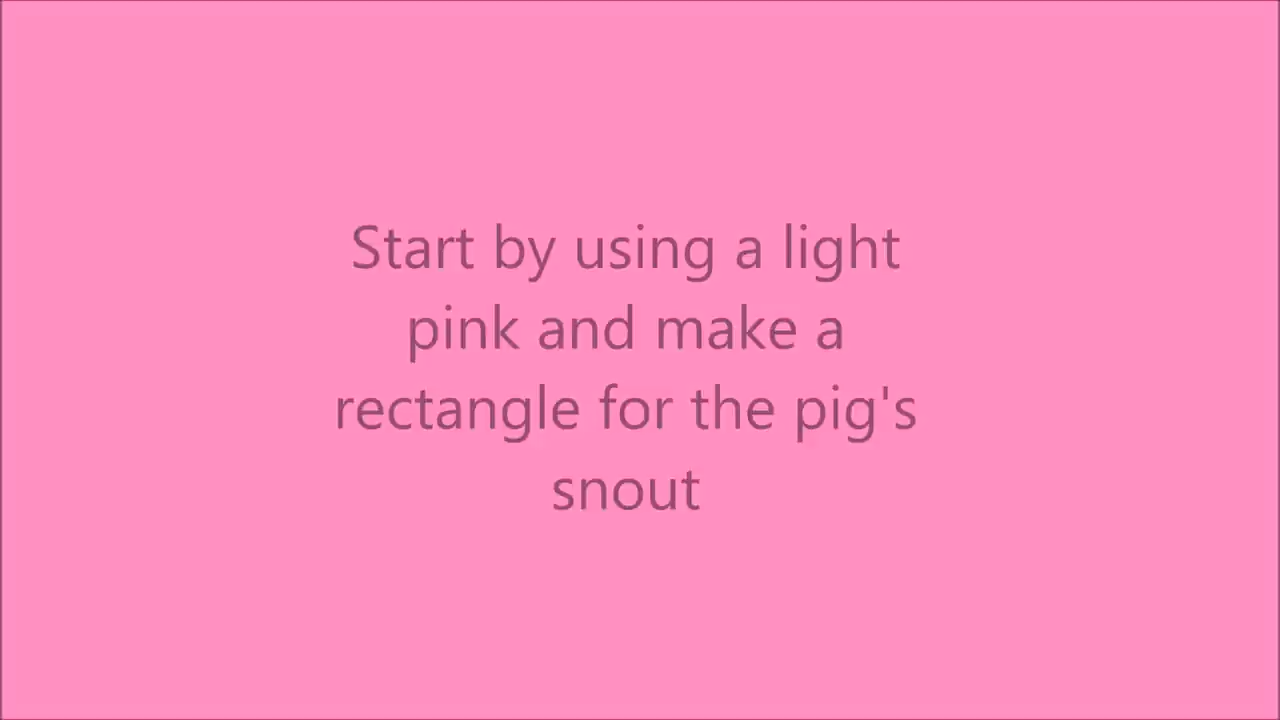 Start by using a light
pink and make a
rectangle for the pig's
snout